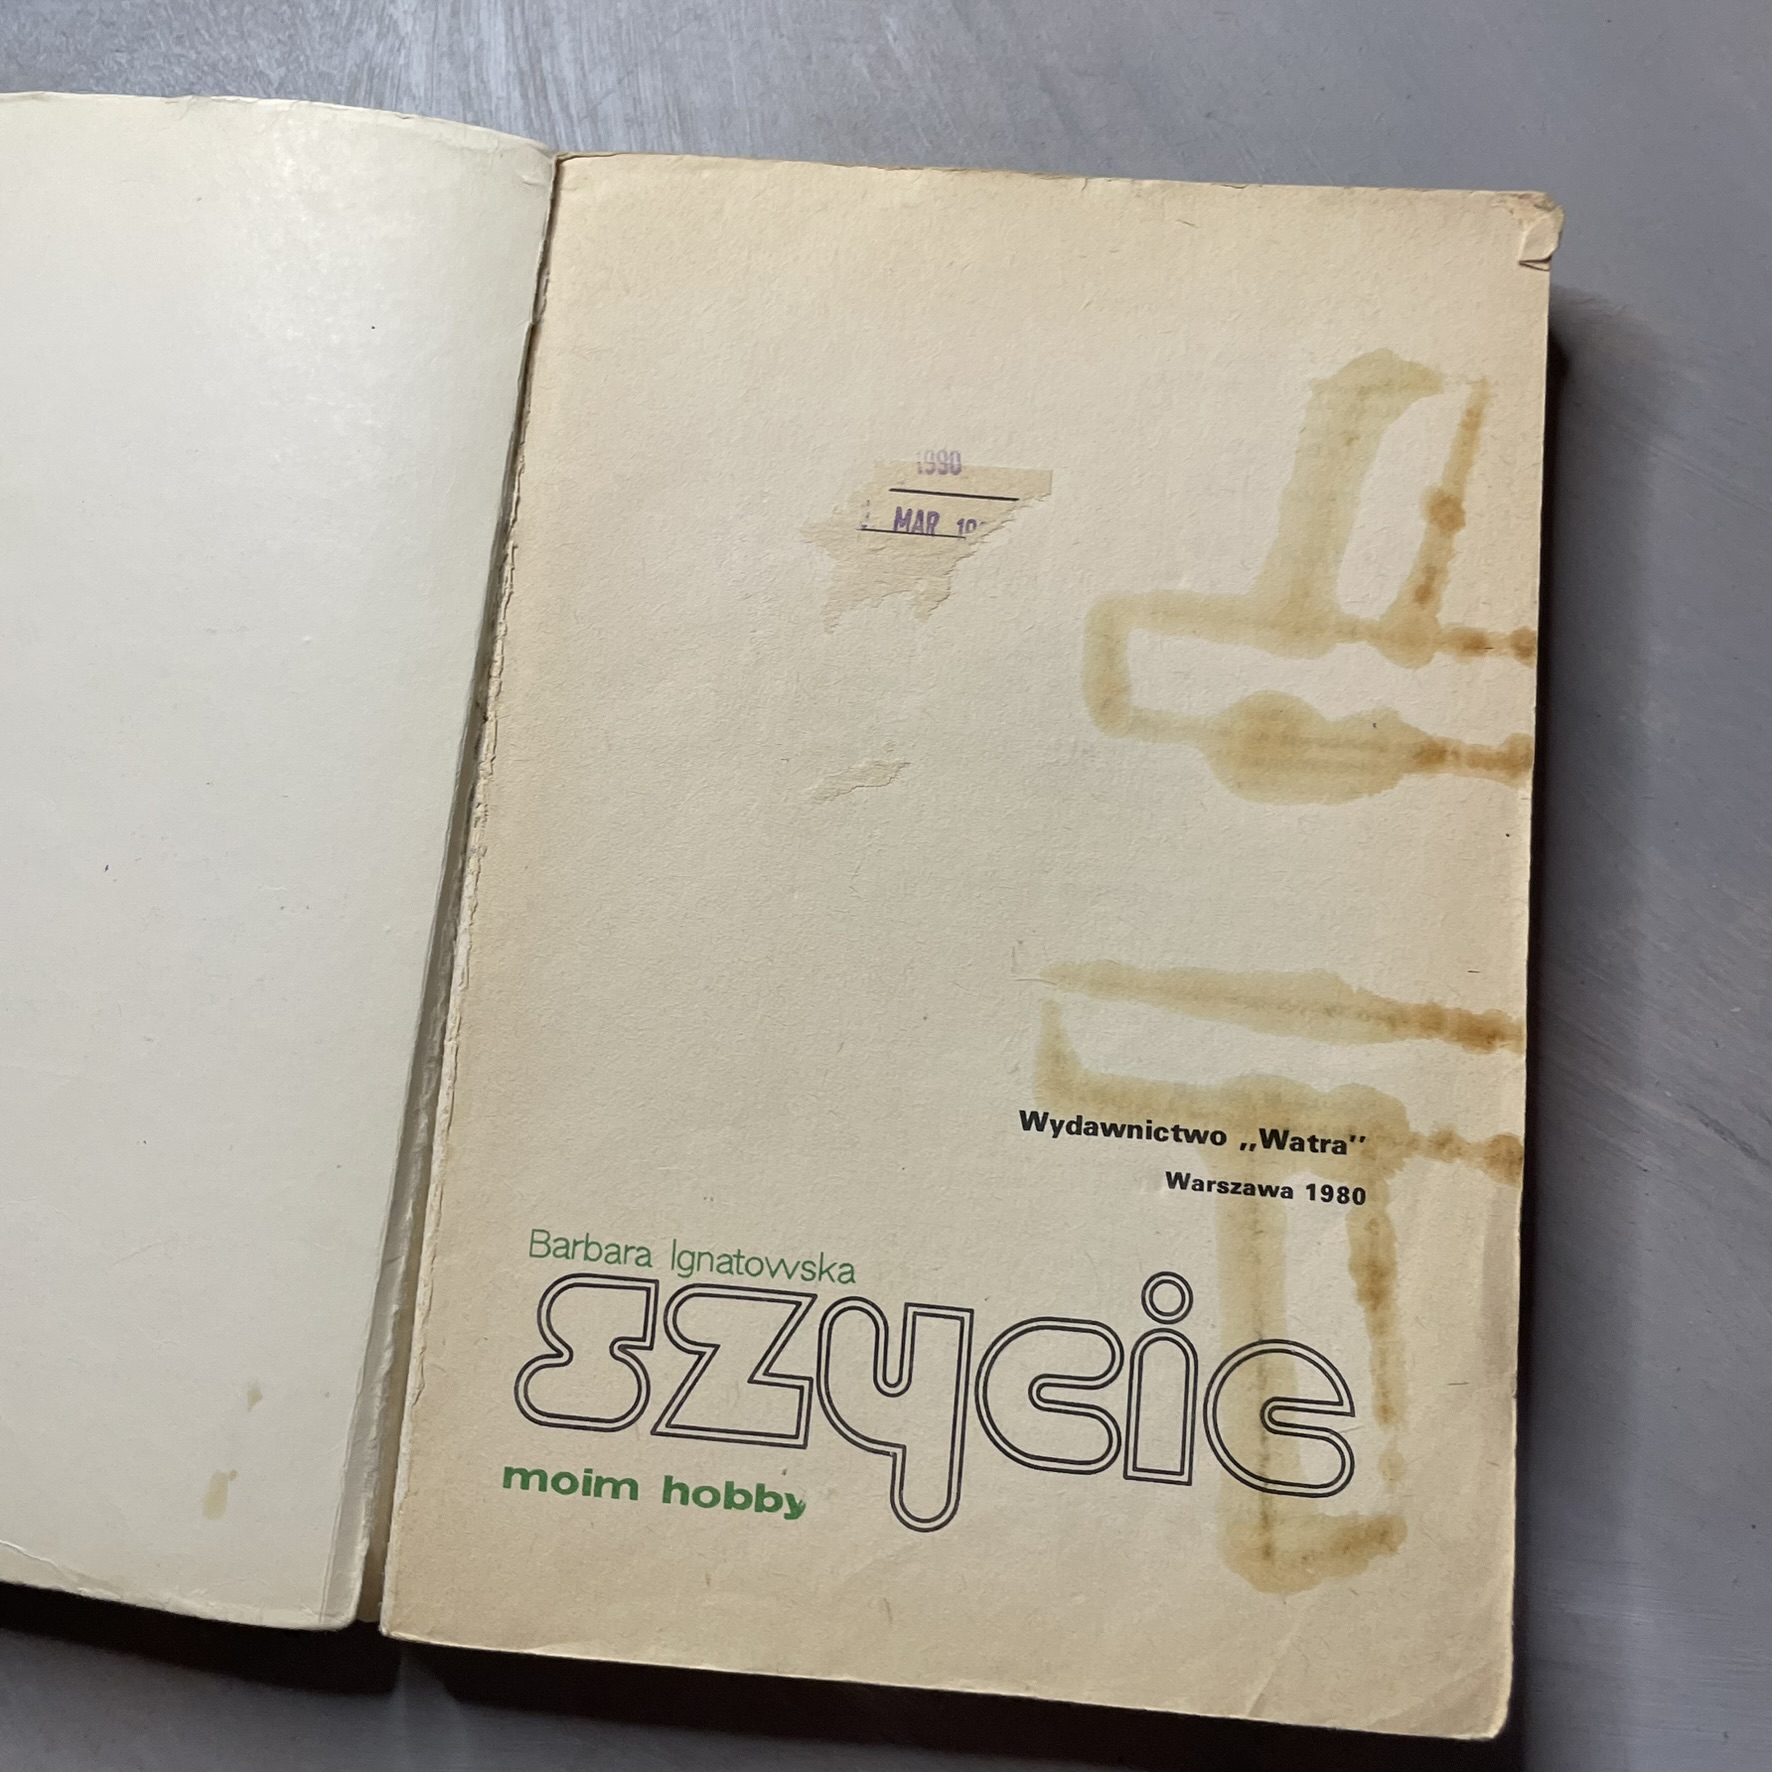 1990
MAR
Wydawnictwo ,,Watra”
Warszawa 1980
Barbara Ignatowska
szycie
moim hobby